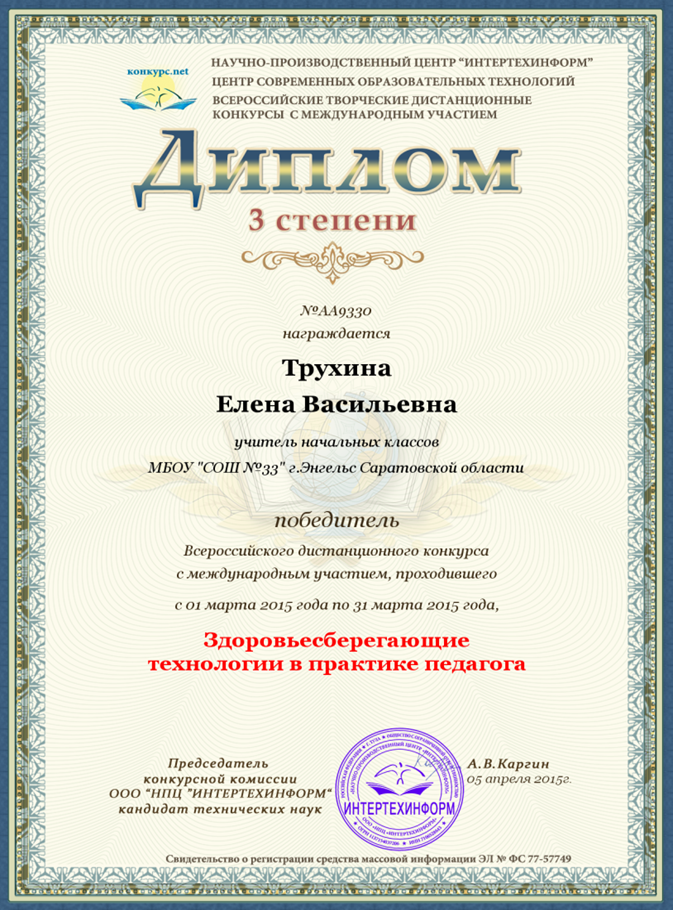 конкурс.net
НАУЧНО-ПРОИЗВОДСТВЕННЫЙ ЦЕНТР “ИНТЕРТЕХИНФОРМ”
ЦЕНТР СОВРЕМЕННЫХ ОБРАЗОВАТЕЛЬНЫХ ТЕХНОЛОГИЙ
ВСЕРОССИЙСКИЕ ТВОРЧЕСКИЕ ДИСТАНЦИОННЫЕ
КОНКУРСЫ С МЕЖДУНАРОДНЫМ УЧАСТИЕМ
Диплом
3 степени
№АА9330
награждается
Трухина
Елена Васильевна
учитель начальных классов
МБОУ "СОШ №33" г.Энгельс Саратовской области
победитель
Всероссийского дистанционного конкурса
с международным участием, проходившего
с 01 марта 2015 года по 31 марта 2015 года,
Здоровьесберегающие
технологии в практике педагога
Председатель
конкурсной комиссии
ООО “НПЦ ”ИНТЕРТЕХИНФОРМ“
кандидат технических наук
ИНТЕРТЕХИНФОРМ
А.В.Каргин
05 апреля 2015г.
Свидетельство о регистрации средства массовой информации ЭЛ № ФС 77-57749